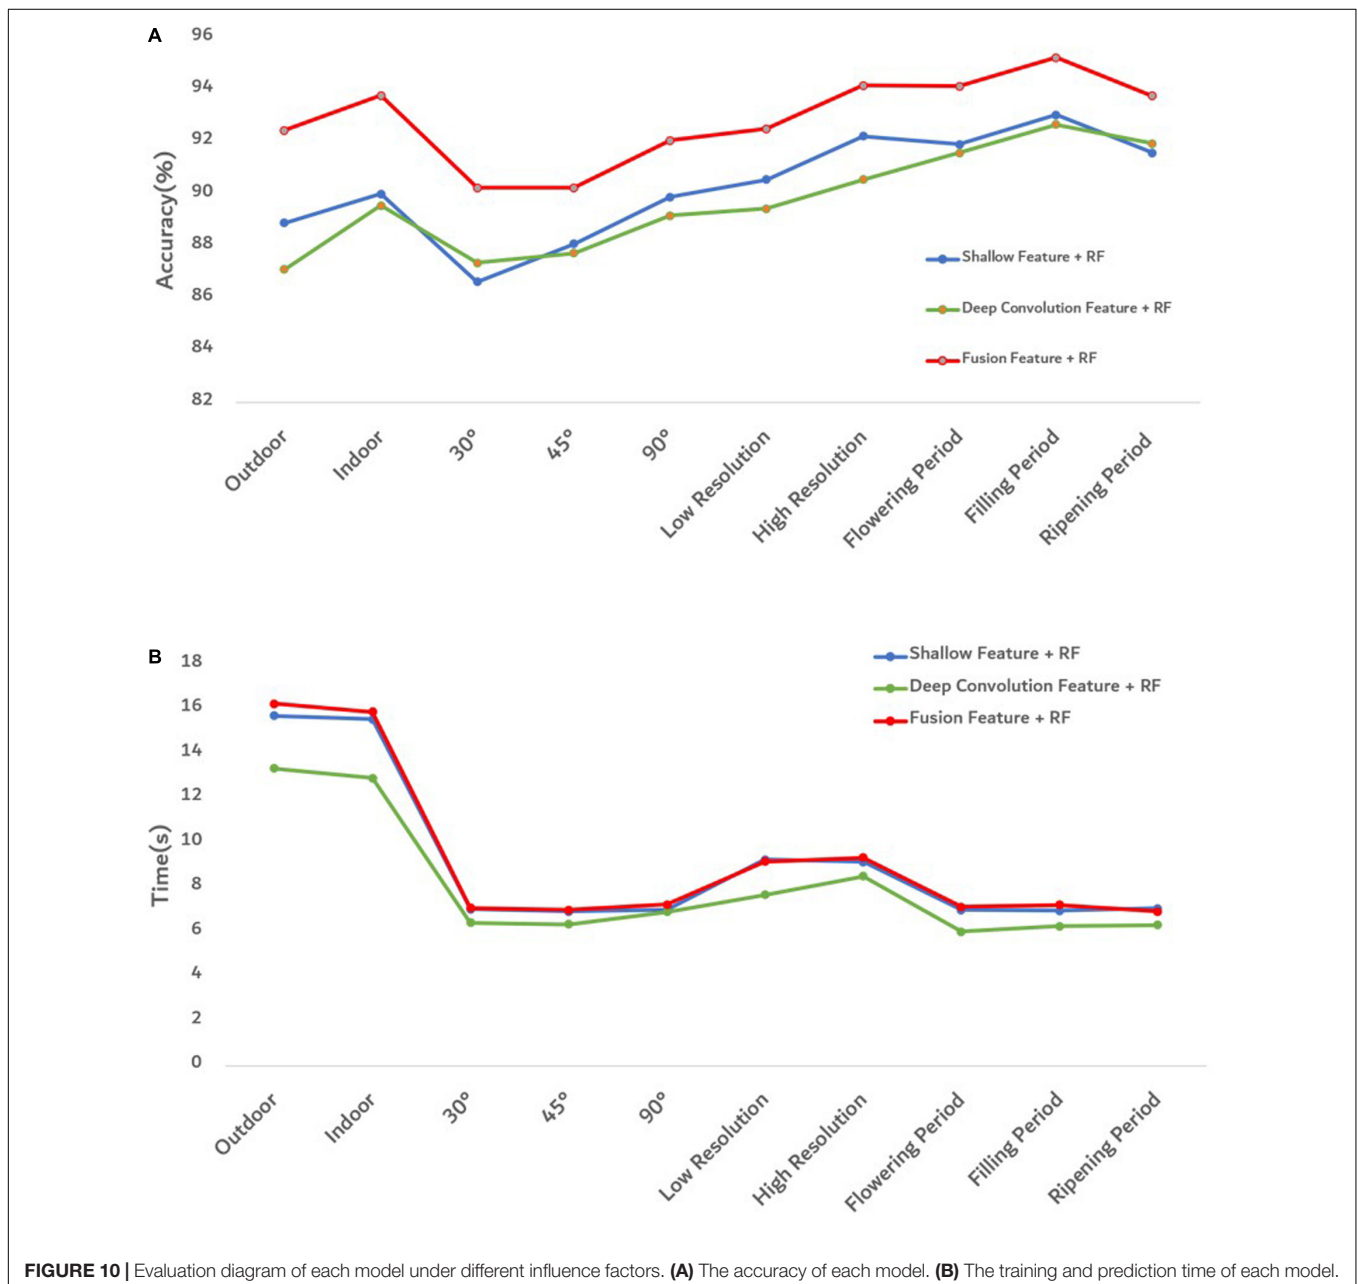 A
96
94
92
90
88
86
84
82
Accuracy(%)
Shallow Feature + RF
Deep Convolution Feature + RF
Fusion Feature + RF
Outdoor
Indoor
30°
45°
90°
Low Resolution
High Resolution
Flowering Period
Filling Period
Ripening Period
B
18
16
14
12
10
8
6
4
2
0
Time(s)
Shallow Feature + RF
Deep Convolution Feature + RF
Fusion Feature + RF
Outdoor
Indoor
30°
45°
90°
Low Resolution
High Resolution
Flowering Period
Filling Period
Ripening Period
FIGURE 10 | Evaluation diagram of each model under different influence factors. (A) The accuracy of each model. (B) The training and prediction time of each model.